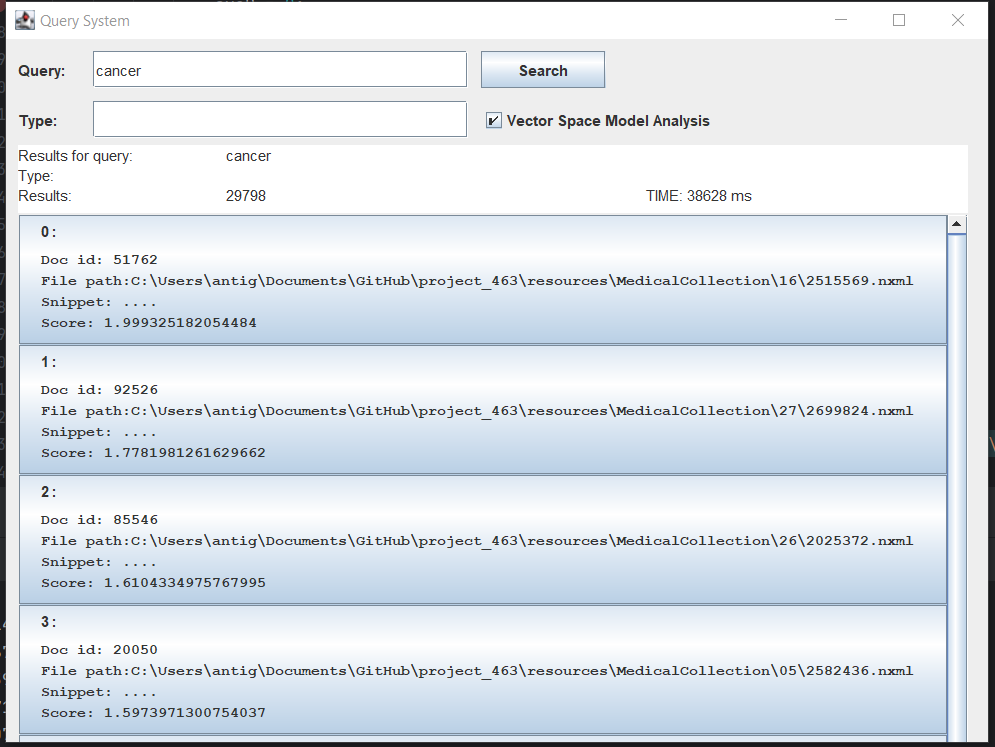 Query System
Query: cancer Search
Type: Vector Space Model Analysis
Results for query: cancer
Type:
Results: 29798 TIME: 38628 ms
0:
Doc id: 51762
File path:C:\Users\antig\Documents\GitHub\project_463\resources\MedicalCollection\16\2515569.nxml
Snippet: ....
Score: 1.999325182054484
1:
Doc id: 92526
File path:C:\Users\antig\Documents\GitHub\project_463\resources\MedicalCollection\27\2699824.nxml
Snippet: ....
Score: 1.7781981261629662
2:
Doc id: 85546
File path:C:\Users\antig\Documents\GitHub\project_463\resources\MedicalCollection\26\2025372.nxml
Snippet: ....
Score: 1.6104334975767995
3:
Doc id: 20050
File path:C:\Users\antig\Documents\GitHub\project_463\resources\MedicalCollection\05\2582436.nxml
Snippet: ....
Score: 1.5973971300754037